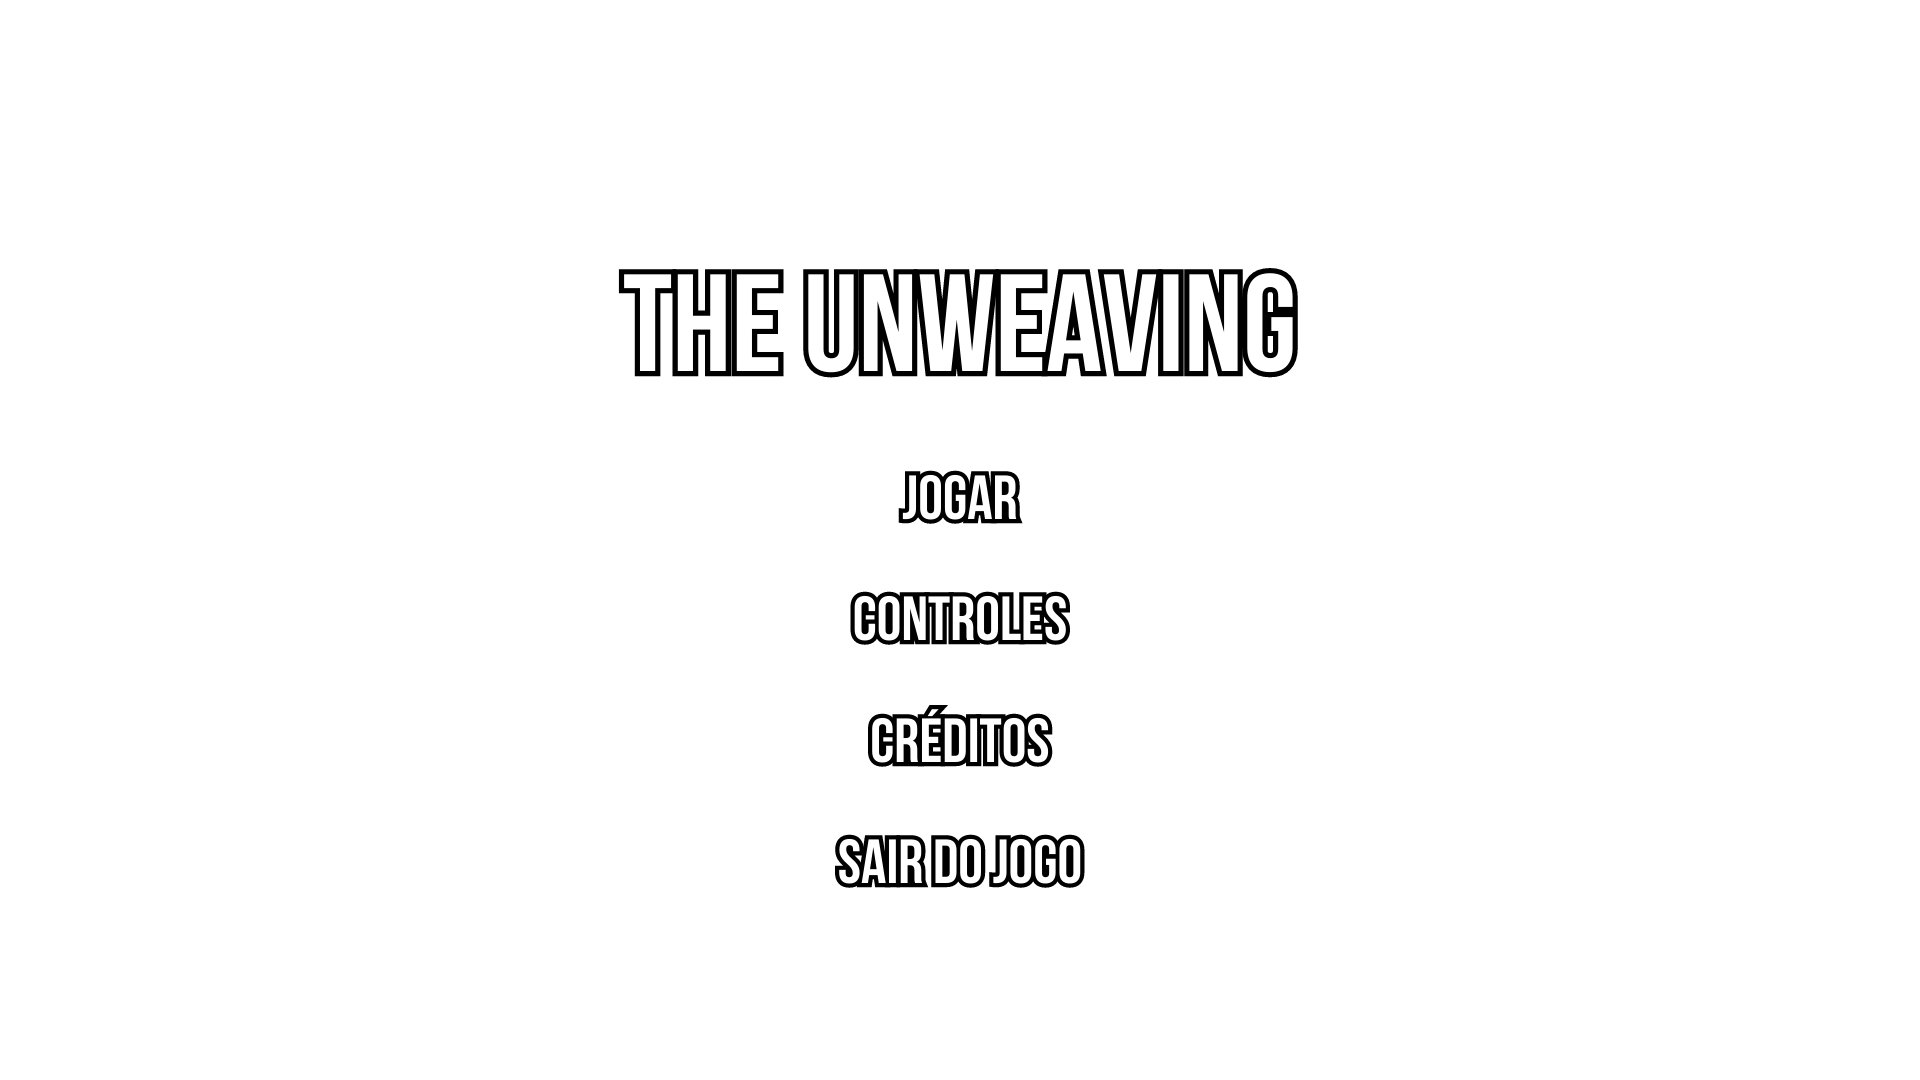 THE UNWEAVING
JOGAR
CONTROLES
CRÉDITOS
SAIR DO JOGO